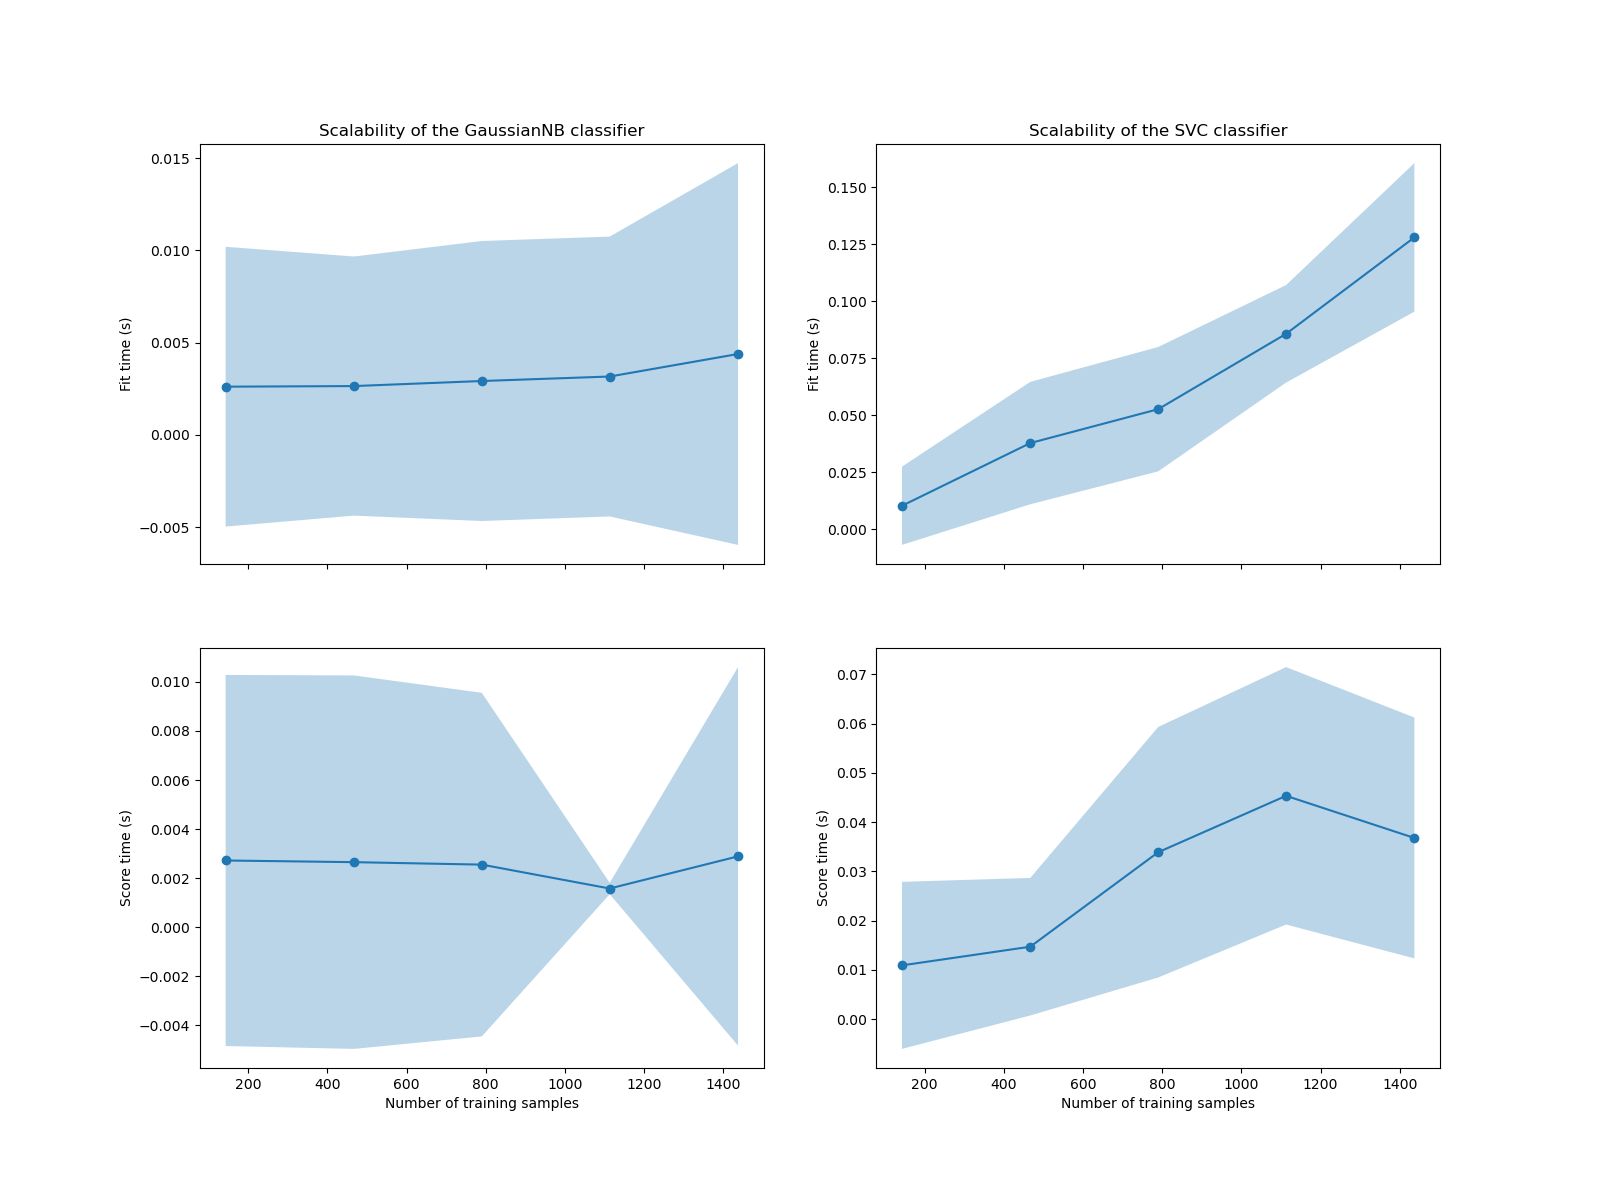 Scalability of the GaussianNB classifier
0.015
0.010
0.005
0.000
−0.005
Fit time (s)
Scalability of the SVC classifier
0.150
0.125
0.100
0.075
0.050
0.025
0.000
Fit time (s)
0.010
0.008
0.006
0.004
0.002
0.000
−0.002
−0.004
Score time (s)
200 400 600 800 1000 1200 1400
Number of training samples
0.07
0.06
0.05
0.04
0.03
0.02
0.01
0.00
Score time (s)
200 400 600 800 1000 1200 1400
Number of training samples